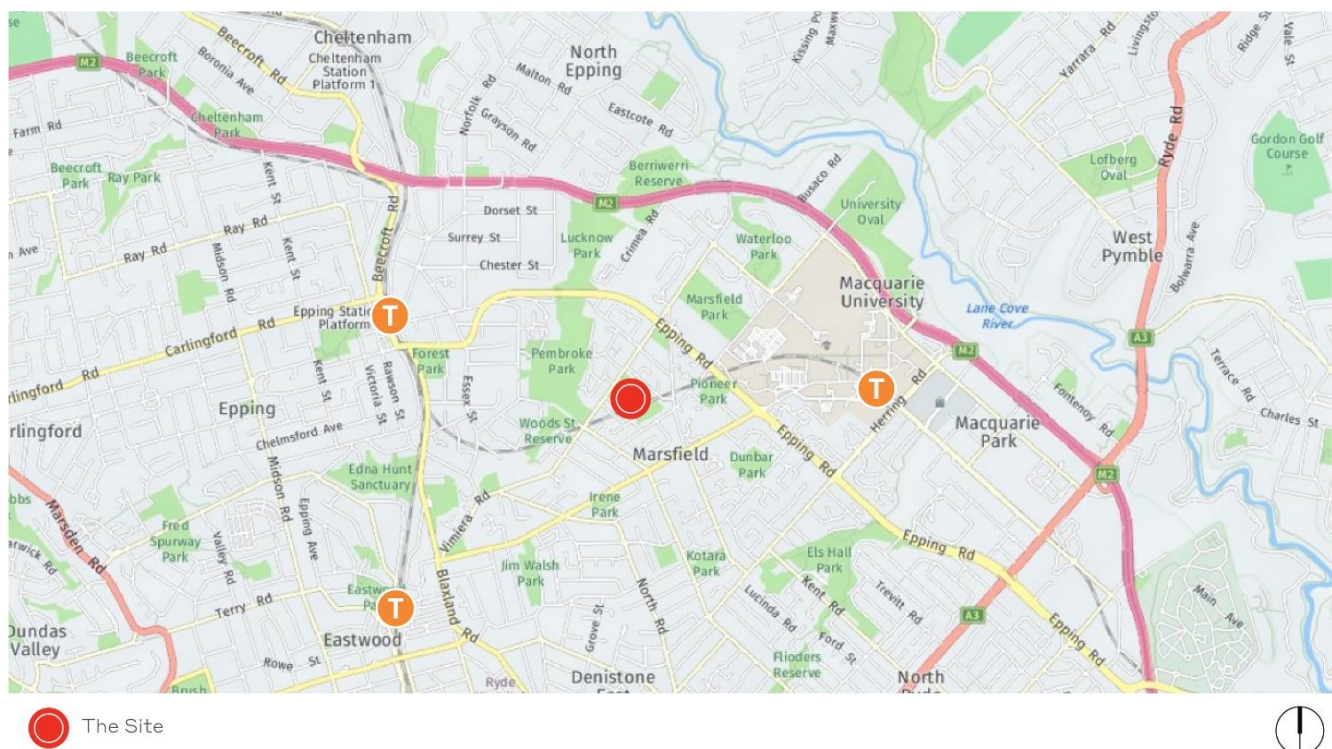 Cheltenham
Cheltenham
Station
Platform 1
Beecroft Rd
Boronia Ave
Beecroft
Park
M2
North
Epping
Malton Rd
Norfolk Rd
Grayson Rd
Eastcote Rd
Yarrara Rd
Ridge St
Vale St
Ryde Rd
Gordon Golf
Course
Lofberg
Oval
Farm Rd
Cheltenham
Park
Beecroft
Park
Ray Park
Kent St
Berriwerri
Reserve
Busaco Rd
University
Oval
M2
Dorset St
Surrey St
Chester St
Lucknow
Park
Crimea Rd
Waterloo
Park
West
Pymble
Bolwarra Ave
Ray Rd
Ray Rd
Midson Rd
Kent St
Beecroft Rd
Macquarie
University
Marsfield
Park
Lane Cove
River
Epping Rd
T
Carlingford Rd
Forest
Park
Pembroke
Park
M2
A3
Terrace Rd
Charles St
Kent St
Rawson St
Victoria St
Essex St
Pioneer
Park
T
Herring Rd
Fontenoy Rd
Epping
Chelmsford Ave
Woods St
Reserve
Marsfield
Dunbar
Park
Epping Rd
Macquarie
Park
M2
Edna Hunt
Sanctuary
Midson Rd
Epping Ave
Marsden Rd
Fred
Spurway
Park
Valley Rd
Vimiera Rd
Irene
Park
Kotara
Park
Els Hall
Park
Epping Rd
Jim Walsh
Park
North Rd
Lucinda Rd
Kent Rd
Trevitt Rd
Main Ave
Terry Rd
T
Blaxland Rd
Grove St
Ford St
A3
Epping Rd
Dundas
Valley
Eastwood
Rowe St
Ryde
Denistone
Flinders
Reserve
North
The Site